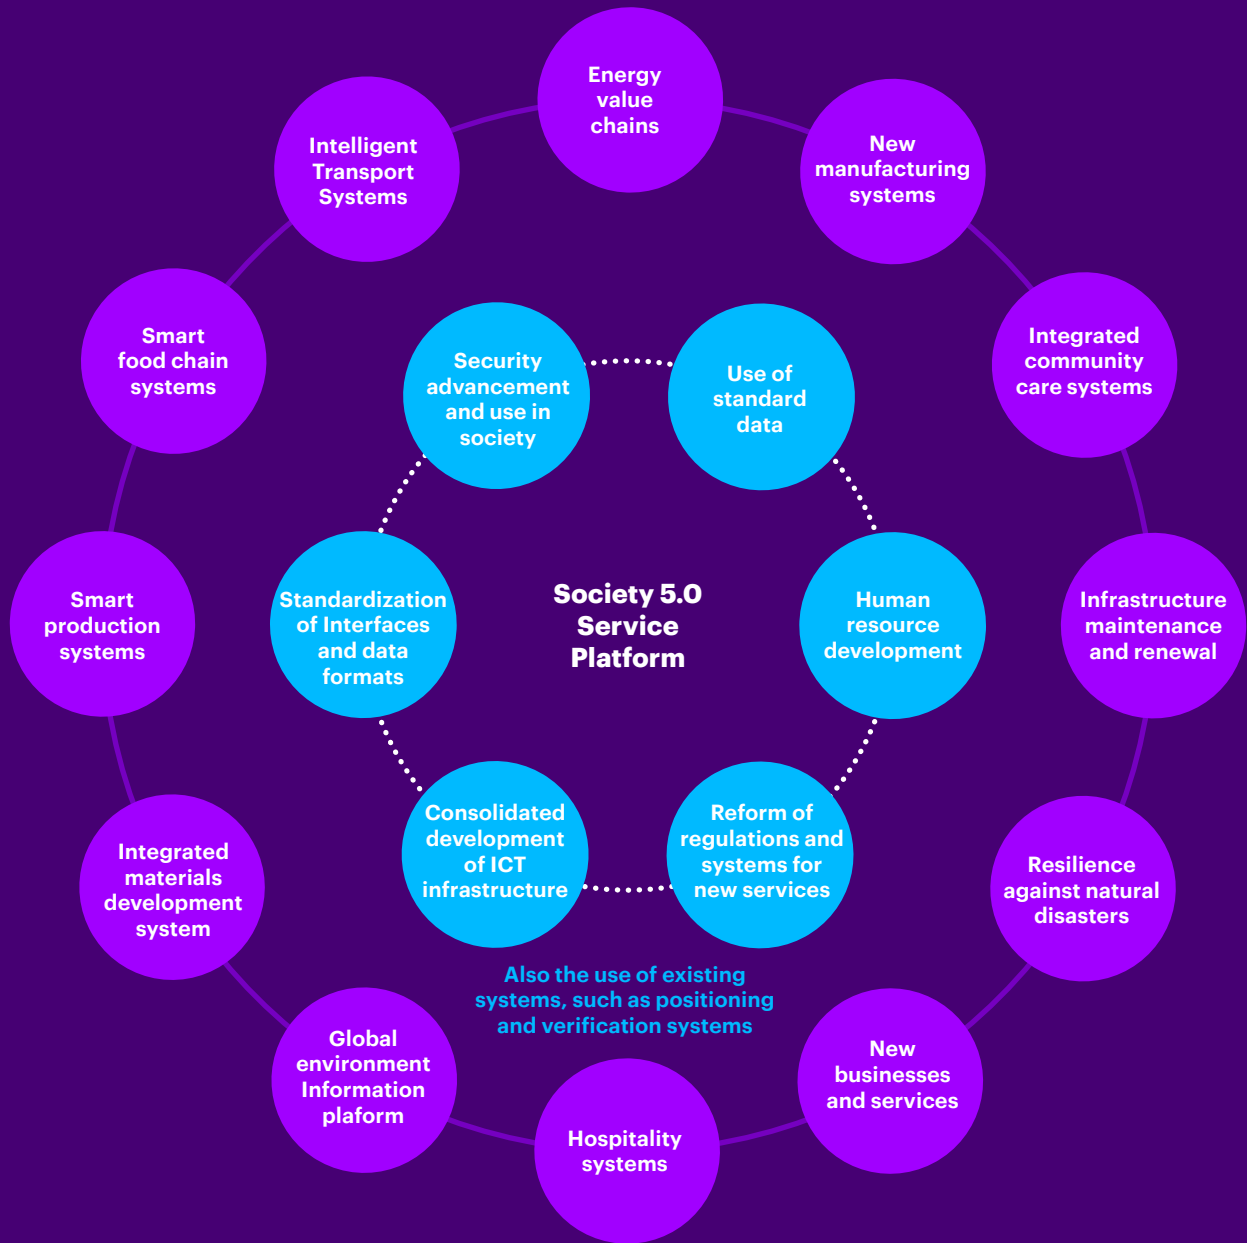 Energy
value
chains
New
manufacturing
systems
Integrated
community
care systems
Infrastructure
maintenance
and renewal
Resilience
against natural
disasters
New
businesses
and services
Hospitality
systems
Global
environment
Information
plaform
Integrated
materials
development
system
Smart
production
systems
Smart
food chain
systems
Intelligent
Transport
Systems
Security
advancement
and use in
society
Use of
standard
data
Human
resource
development
Reform of
regulations and
systems for
new services
Consolidated
development
of ICT
infrastructure
Standardization
of Interfaces
and data
formats
Society 5.0
Service
Platform
Also the use of existing
systems, such as positioning
and verification systems